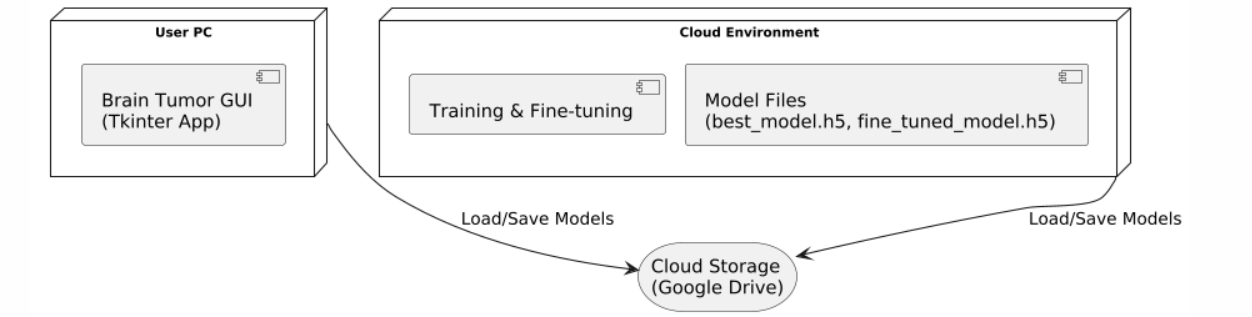 User PC
Brain Tumor GUI
(Tkinter App)
Cloud Environment
Training & Fine-tuning
Model Files
(best_model.h5, fine_tuned_model.h5)
Load/Save Models
Load/Save Models
Cloud Storage
(Google Drive)